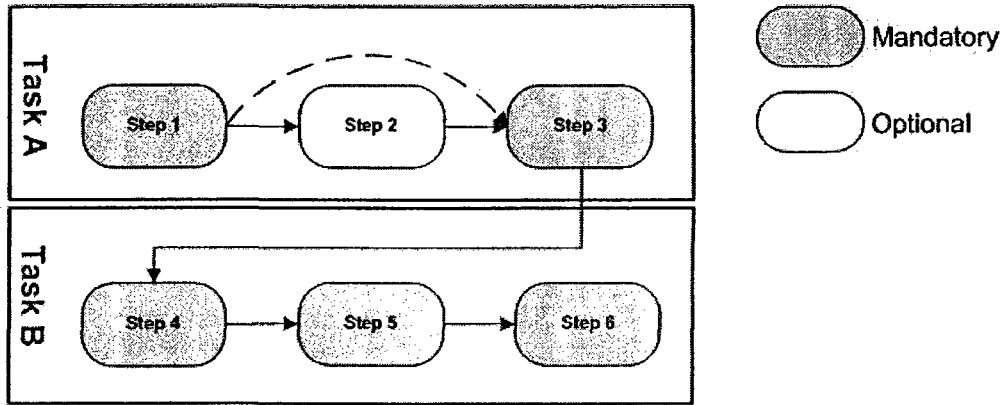 Task A
Step 1
Step 2
Step 3
Mandatory
Optional
Task B
Step 4
Step 5
Step 6